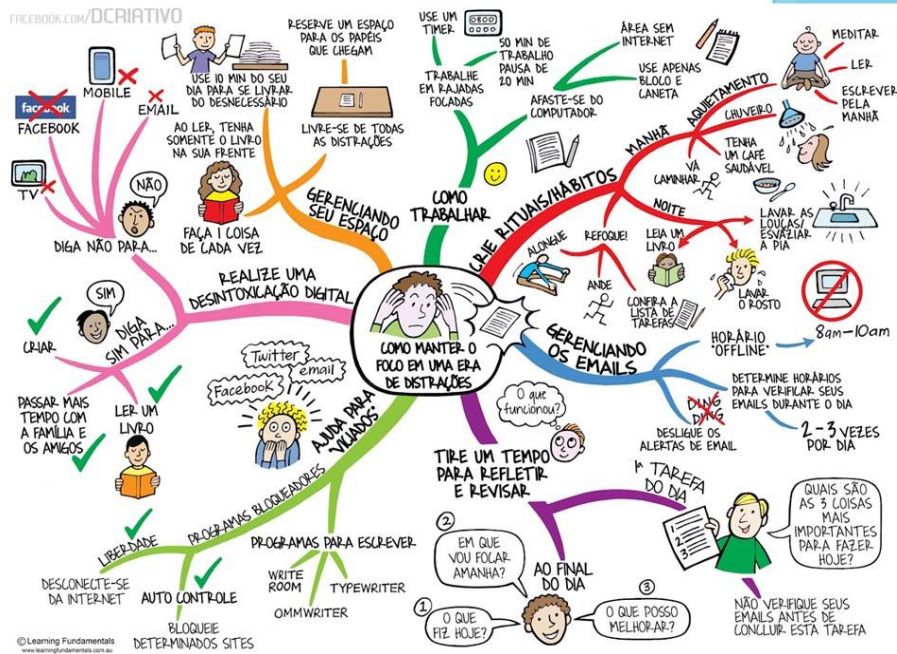 FACEBOOK.COM/DCRIATIVO
COMO MANTER O
FOCO EM UMA ERA
DE DISTRAÇÕES
COMO
TRABALHAR
TRABALHE
EM RAJADAS
FOCADAS
USE UM
TIMER
50 MIN DE
TRABALHO
PAUSA DE
20 MIN
AFASTE-SE DO
COMPUTADOR
ÁREA SEM
INTERNET
USE APENAS
BLOCO E
CANETA
CRIE RITUAIS/HÁBITOS
MANHÃ
AQUIETAMENTO
MEDITAR
LER
ESCREVER
PELA
MANHÃ
CHUVEIRO
TENHA
UM CAFÉ
SAUDÁVEL
VÁ
CAMINHAR
NOITE
LAVAR AS
LOUÇAS/
ESVAZIAR
A PIA
LEIA UM
LIVRO
LAVAR
O ROSTO
REFOQUE!
ALONGUE
ANDE
CONFIRA A
LISTA DE
TAREFAS
GERENCIANDO
OS EMAILS
HORÁRIO
"OFFLINE"
8am-10am
DETERMINE HORÁRIOS
PARA VERIFICAR SEUS
EMAILS DURANTE O DIA
2-3 VEZES
POR DIA
DING
DING
DESLIGUE OS
ALERTAS DE EMAIL
TIRE UM TEMPO
PARA REFLETIR
E REVISAR
O que
funcionou?
1ª TAREFA
DO DIA
1
2
3
QUAIS SÃO
AS 3 COISAS
MAIS
IMPORTANTES
PARA FAZER
HOJE?
NÃO VERIFIQUE SEUS
EMAILS ANTES DE
CONCLUIR ESTA TAREFA
AO FINAL
DO DIA
1
O QUE
FIZ HOJE?
2
EM QUE
VOU FOCAR
AMANHA?
3
O QUE POSSO
MELHORAR?
AJUDA PARA
VICIADOS
Twitter
email
Facebook
PROGRAMAS PARA ESCREVER
WRITE
ROOM
OMMWRITER
TYPEWRITER
PROGRAMAS BLOQUEADORES
LIBERDADE
DESCONECTE-SE
DA INTERNET
AUTO CONTROLE
BLOQUEIE
DETERMINADOS SITES
REALIZE UMA
DESINTOXICAÇÃO DIGITAL
DIGA
SIM PARA...
SIM
CRIAR
PASSAR MAIS
TEMPO COM
A FAMÍLIA E
OS AMIGOS
LER UM
LIVRO
DIGA NÃO PARA...
NÃO
TV
facebook
FACEBOOK
MOBILE
EMAIL
GERENCIANDO
SEU ESPAÇO
USE 10 MIN DO SEU
DIA PARA SE LIVRAR
DO DESNECESSÁRIO
RESERVE UM ESPAÇO
PARA OS PAPÉIS
QUE CHEGAM
LIVRE-SE DE TODAS
AS DISTRAÇÕES
AO LER, TENHA
SOMENTE O LIVRO
NA SUA FRENTE
FAÇA 1 COISA
DE CADA VEZ
© Learning Fundamentals
www.learningfundamentals.com.au